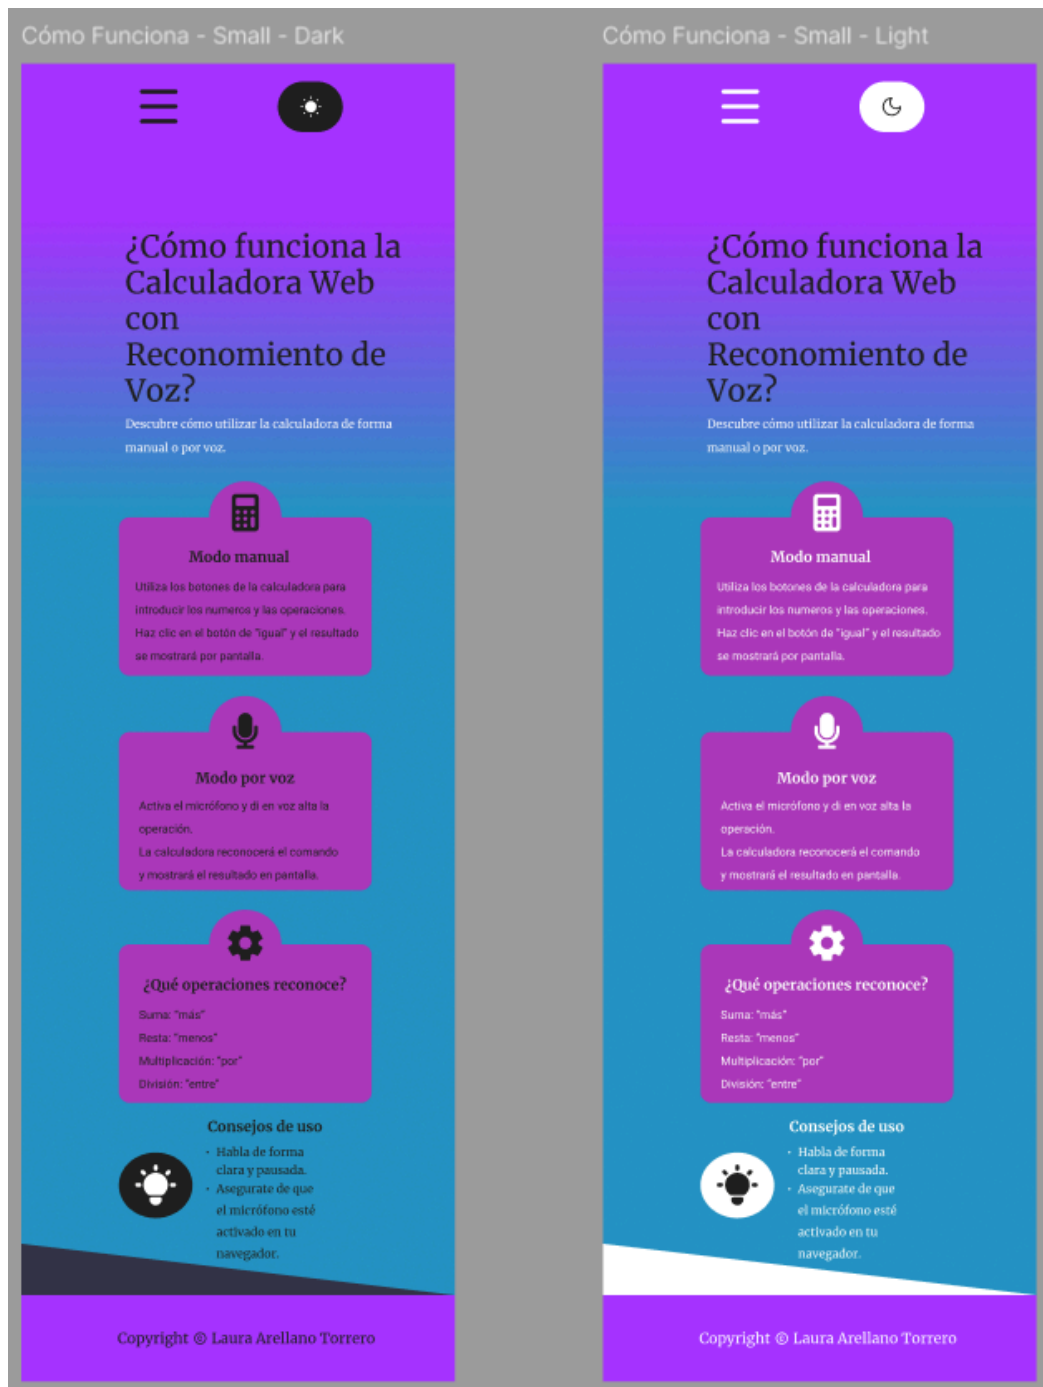 Cómo Funciona - Small - Dark
¿Cómo funciona la
Calculadora Web
con
Reconomiento de
Voz?
Descubre cómo utilizar la calculadora de forma
manual o por voz.
Modo manual
Utiliza los botones de la calculadora para
introducir los numeros y las operaciones.
Haz clic en el botón de "igual" y el resultado
se mostrará por pantalla.
Modo por voz
Activa el micrófono y di en voz alta la
operación.
La calculadora reconocerá el comando
y mostrará el resultado en pantalla.
¿Qué operaciones reconoce?
Suma: "más"
Resta: "menos"
Multiplicación: "por"
División: "entre"
Consejos de uso
· Habla de forma
clara y pausada.
· Asegurate de que
el micrófono esté
activado en tu
navegador.
Copyright © Laura Arellano Torrero
Cómo Funciona - Small - Light
¿Cómo funciona la
Calculadora Web
con
Reconomiento de
Voz?
Descubre cómo utilizar la calculadora de forma
manual o por voz.
Modo manual
Utiliza los botones de la calculadora para
introducir los numeros y las operaciones.
Haz clic en el botón de "igual" y el resultado
se mostrará por pantalla.
Modo por voz
Activa el micrófono y di en voz alta la
operación.
La calculadora reconocerá el comando
y mostrará el resultado en pantalla.
¿Qué operaciones reconoce?
Suma: "más"
Resta: "menos"
Multiplicación: "por"
División: "entre"
Consejos de uso
· Habla de forma
clara y pausada.
· Asegurate de que
el micrófono esté
activado en tu
navegador.
Copyright © Laura Arellano Torrero